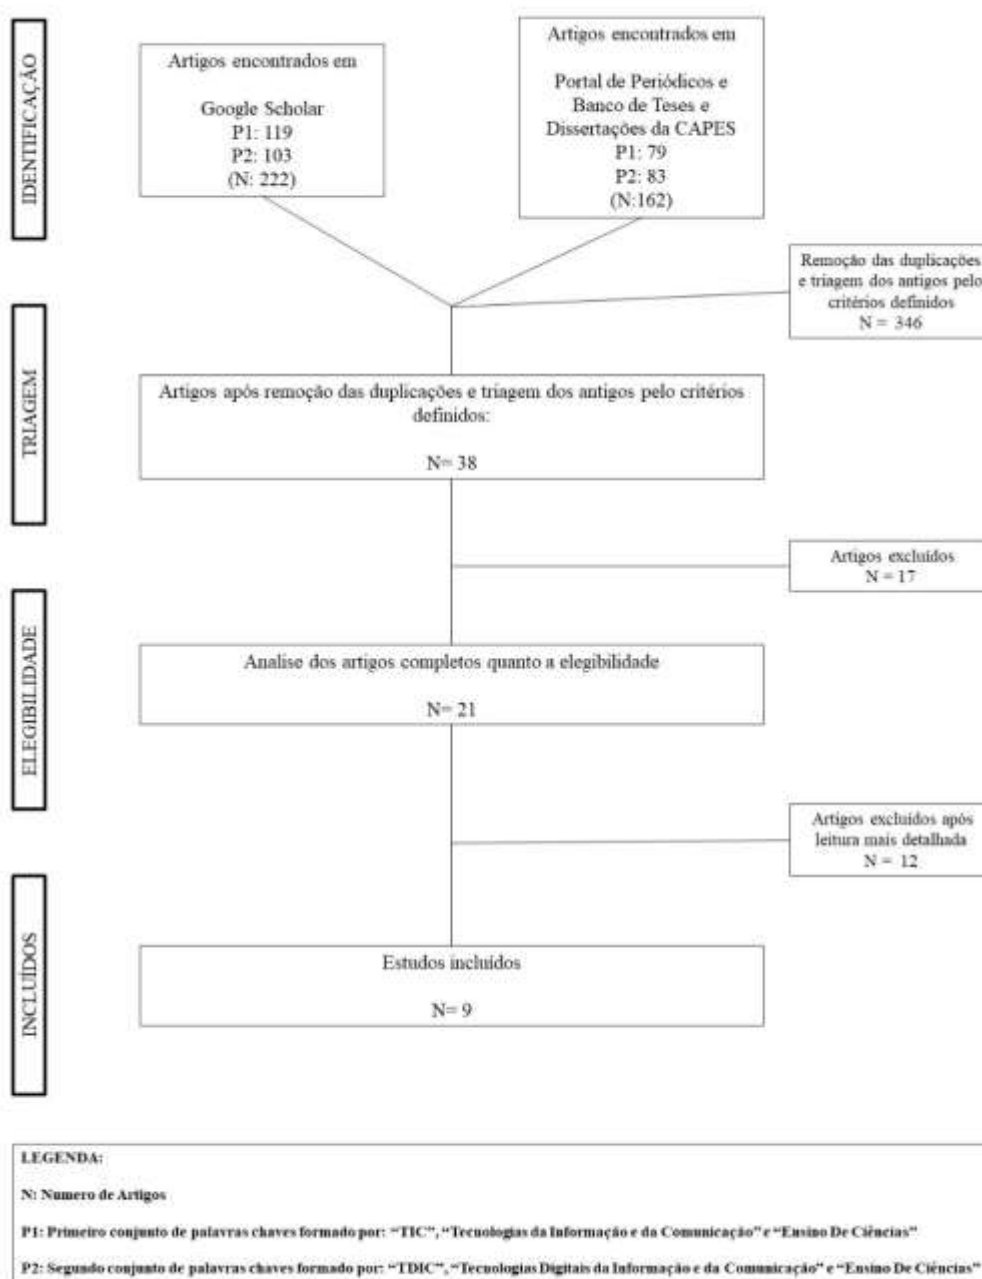 IDENTIFICAÇÃO
Artigos encontrados em
Google Scholar
P1: 119
P2: 103
(N: 222)
Artigos encontrados em
Portal de Periódicos e
Banco de Teses e
Dissertações da CAPES
P1: 79
P2: 83
(N:162)
Remoção das duplicações
e triagem dos antigos pelo
critérios definidos
N = 346
TRIAGEM
Artigos após remoção das duplicações e triagem dos antigos pelo critérios
definidos:
N= 38
Artigos excluídos
N = 17
ELEGIBILIDADE
Analise dos artigos completos quanto a elegibilidade
N= 21
Artigos excluídos após
leitura mais detalhada
N = 12
INCLUÍDOS
Estudos incluídos
N= 9
LEGENDA:
N: Numero de Artigos
P1: Primeiro conjunto de palavras chaves formado por: “TIC”, “Tecnologias da Informação e da Comunicação” e “Ensino De Ciências”
P2: Segundo conjunto de palavras chaves formado por: “TDIC”, “Tecnologias Digitais da Informação e da Comunicação” e “Ensino De Ciências”